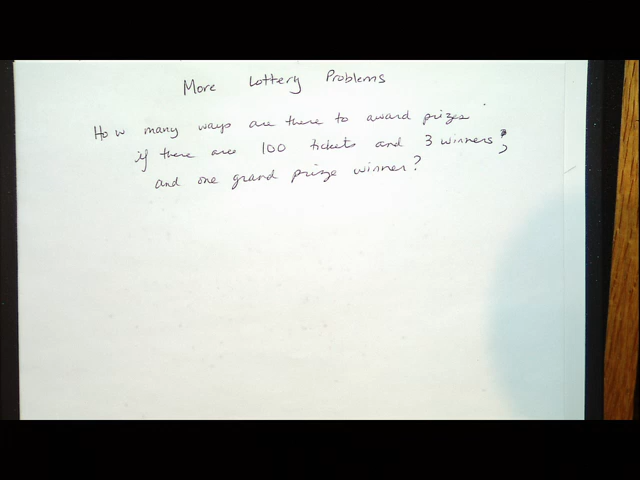 More Lottery Problems
How many ways are there to award prizes
if there are 100 tickets and 3 winners,
and one grand prize winner?